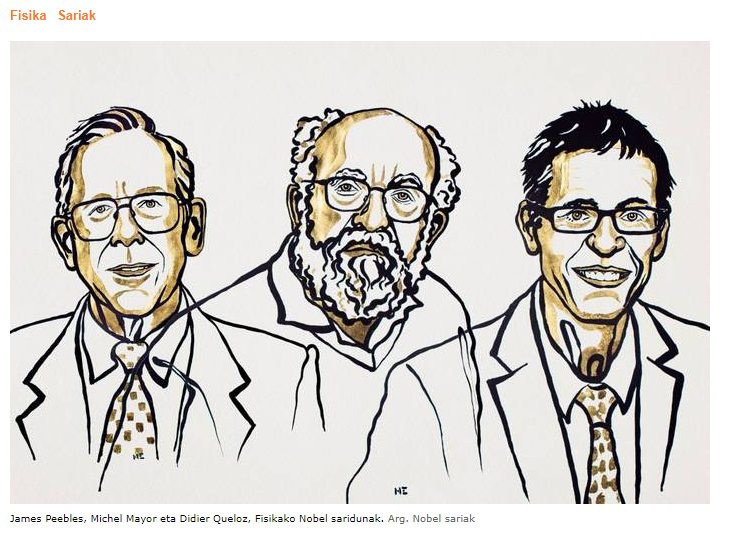 Fisika Sariak
James Peebles, Michel Mayor eta Didier Queloz, Fisikako Nobel saridunak. Arg. Nobel sariak